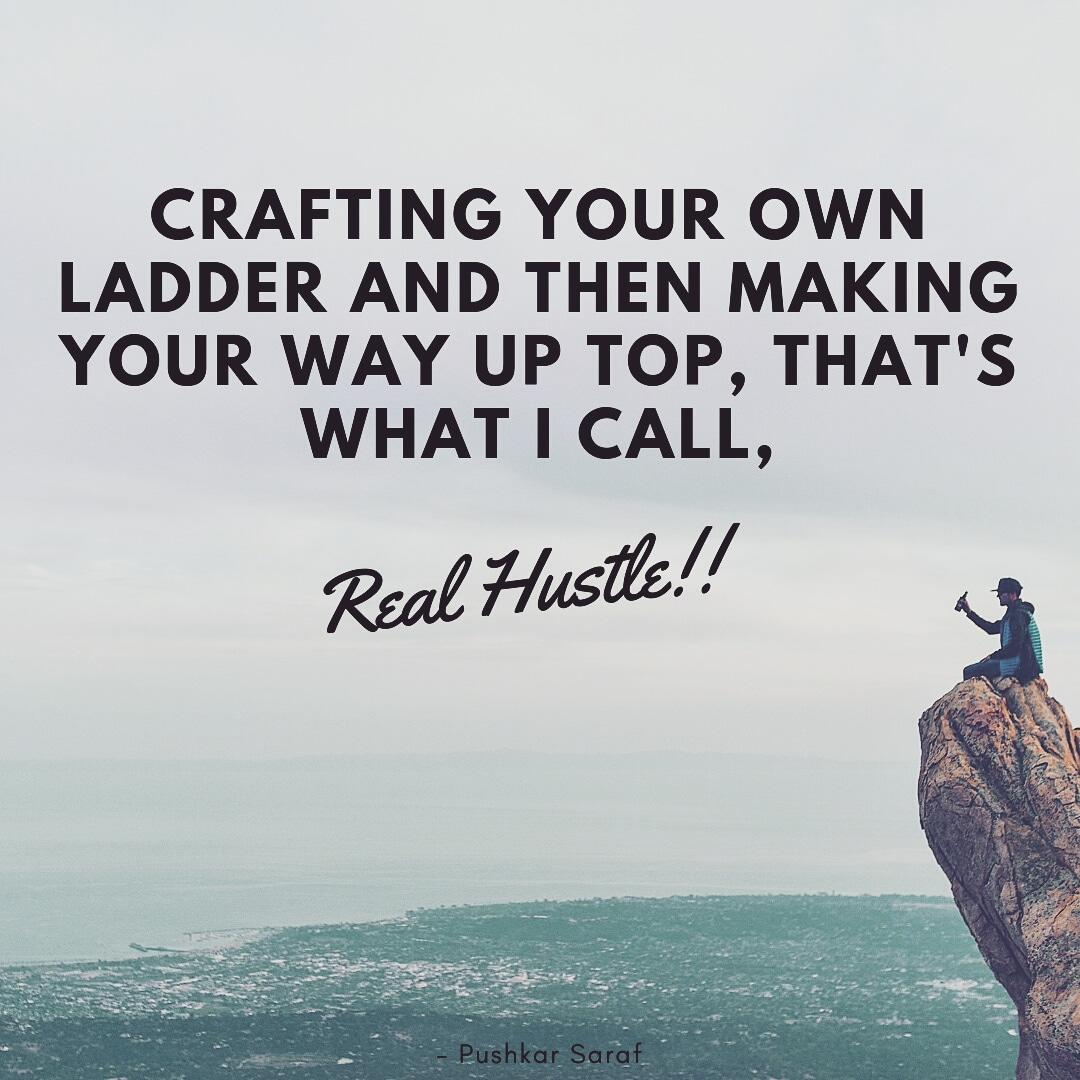 CRAFTING YOUR OWN
LADDER AND THEN MAKING
YOUR WAY UP TOP, THAT'S
WHAT I CALL,
Real Hustle!!
- Pushkar Saraf